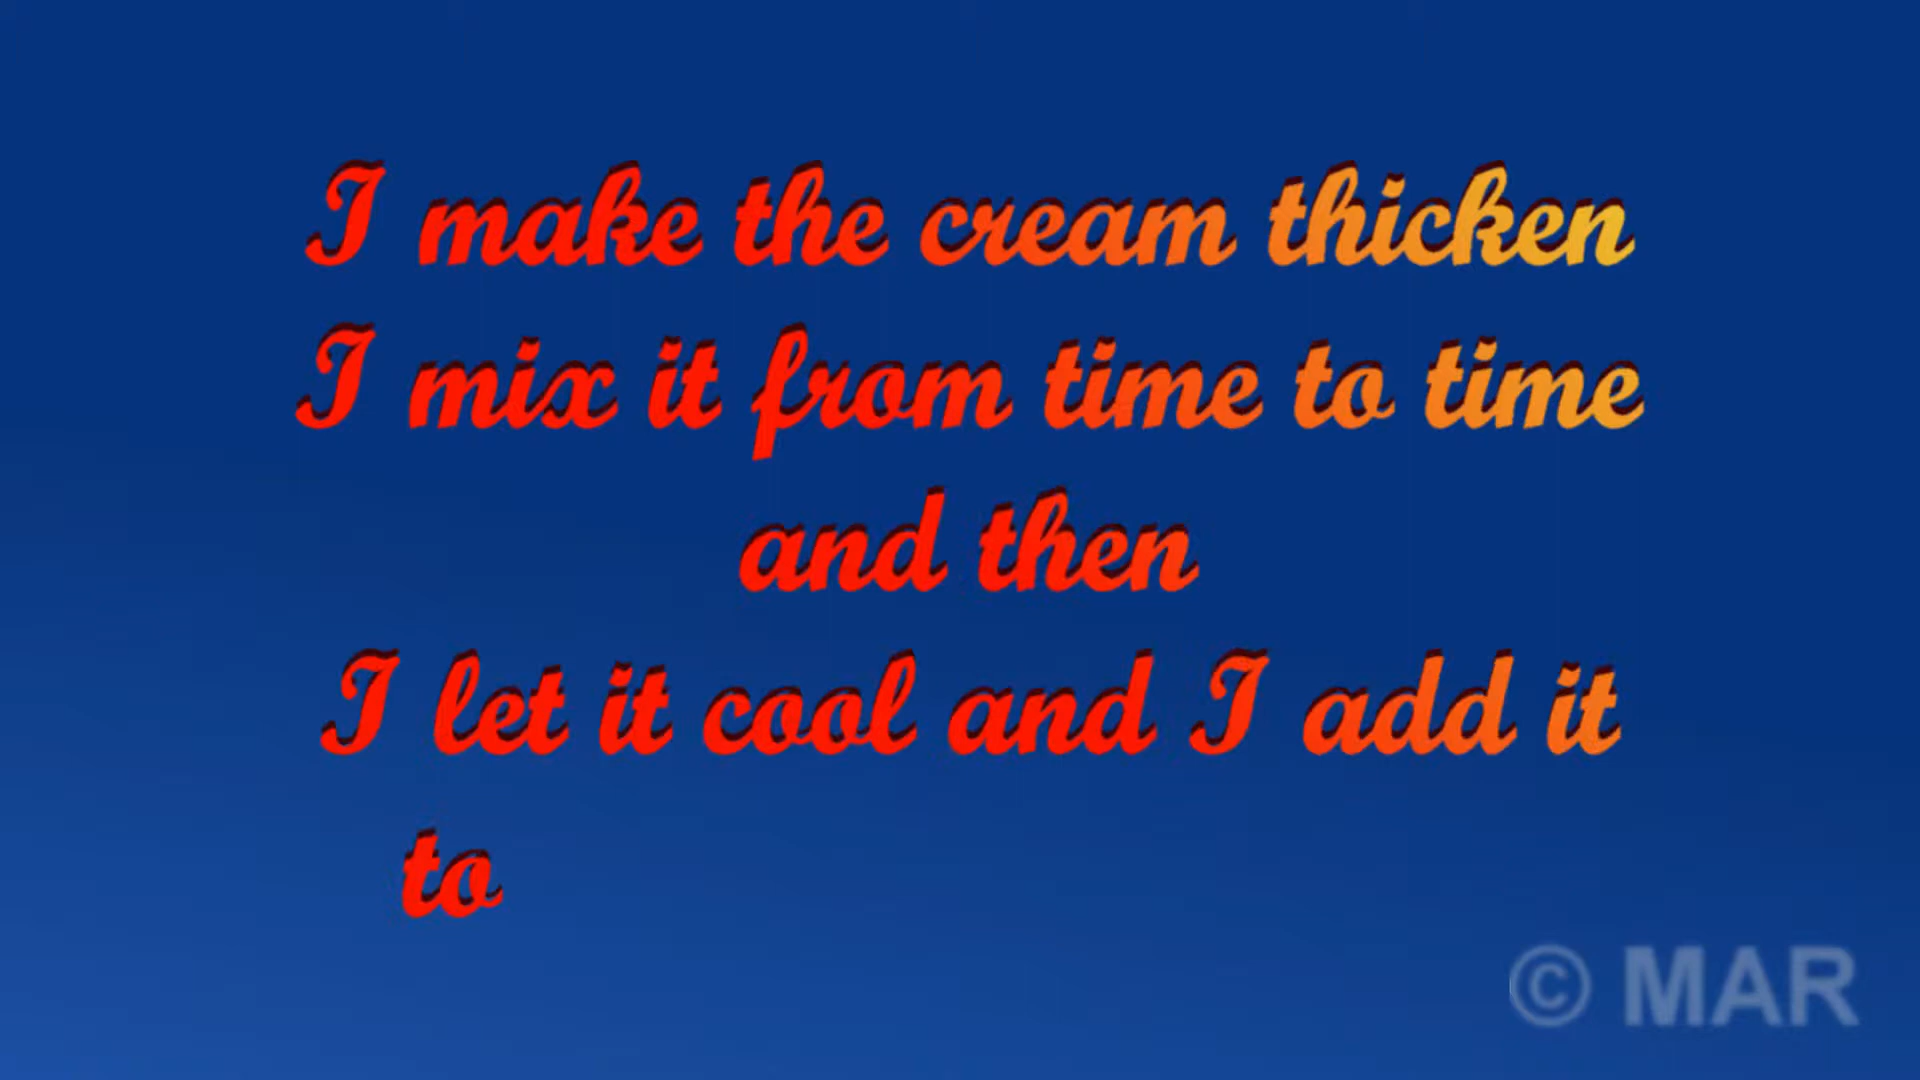 I make the cream thicken
I mix it from time to time
and then
I let it cool and I add it
to
© MAR